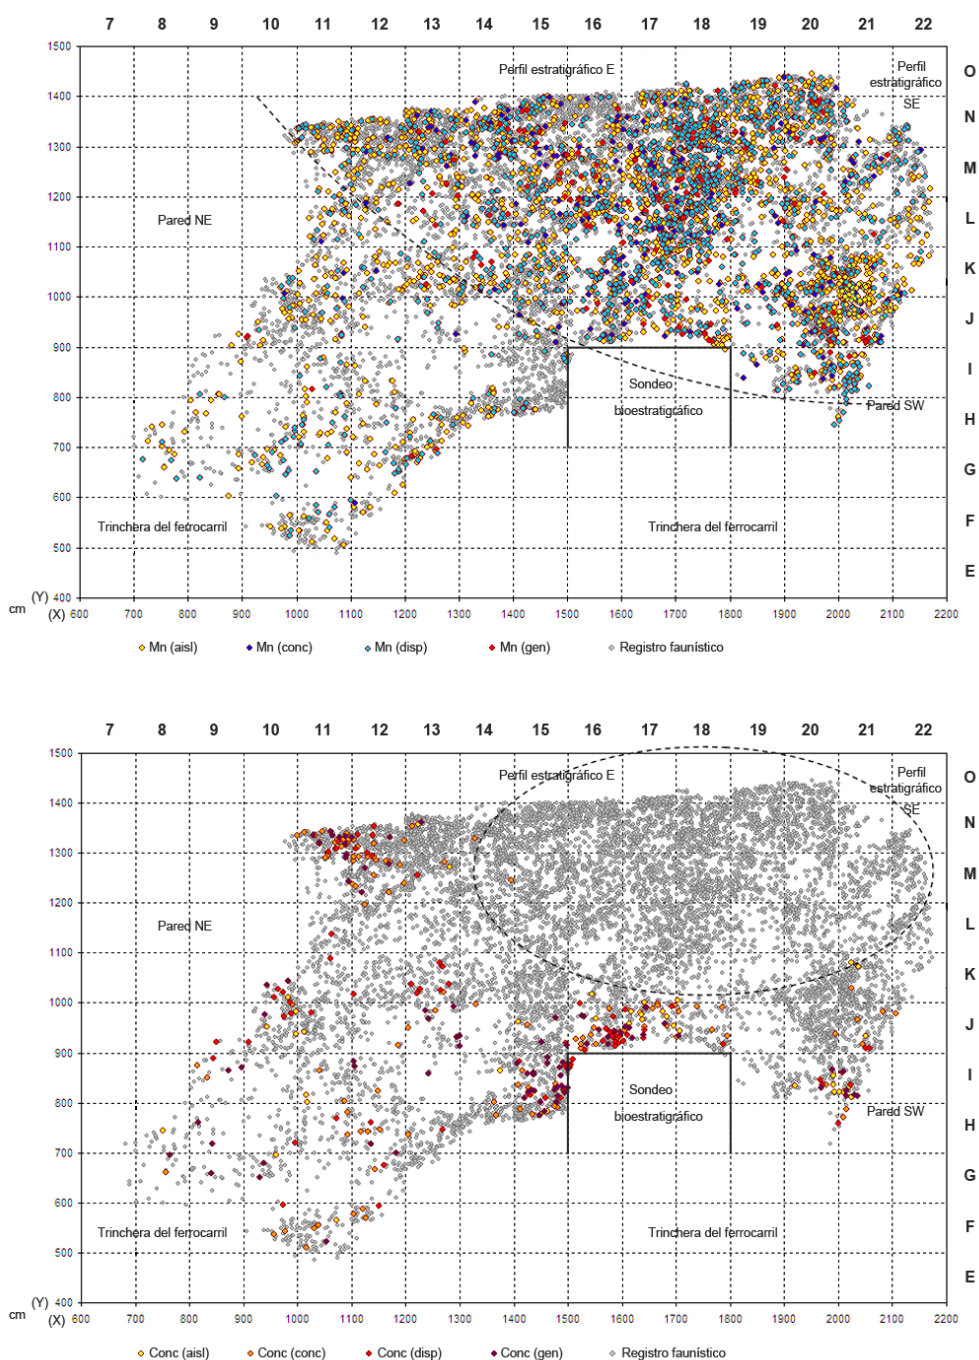 7 8 9 10 11 12 13 14 15 16 17 18 19 20 21 22
1500
Perfil estratigráfico E
Perfil
estratigráfico
SE
O
1400
N
1300
M
1200
Pared NE
L
1100
K
1000
J
900
I
Sondeo
bioestratigráfico
800
Pared SW
H
700
G
600
Trinchera del ferrocarril
Trinchera del ferrocarril
F
500
E
400
cm (Y) (X)
600 700 800 900 1000 1100 1200 1300 1400 1500 1600 1700 1800 1900 2000 2100 2200
Mn (aisl) Mn (conc) Mn (disp) Mn (gen) Registro faunístico
7 8 9 10 11 12 13 14 15 16 17 18 19 20 21 22
1500
Perfil estratigráfico E
Perfil
estratigráfico
SE
O
1400
N
1300
M
1200
Pared NE
L
1100
K
1000
J
900
I
Sondeo
bioestratigráfico
800
Pared SW
H
700
G
600
Trinchera del ferrocarril
Trinchera del ferrocarril
F
500
E
400
cm (Y) (X)
600 700 800 900 1000 1100 1200 1300 1400 1500 1600 1700 1800 1900 2000 2100 2200
Conc (aisl) Conc (conc) Conc (disp) Conc (gen) Registro faunístico